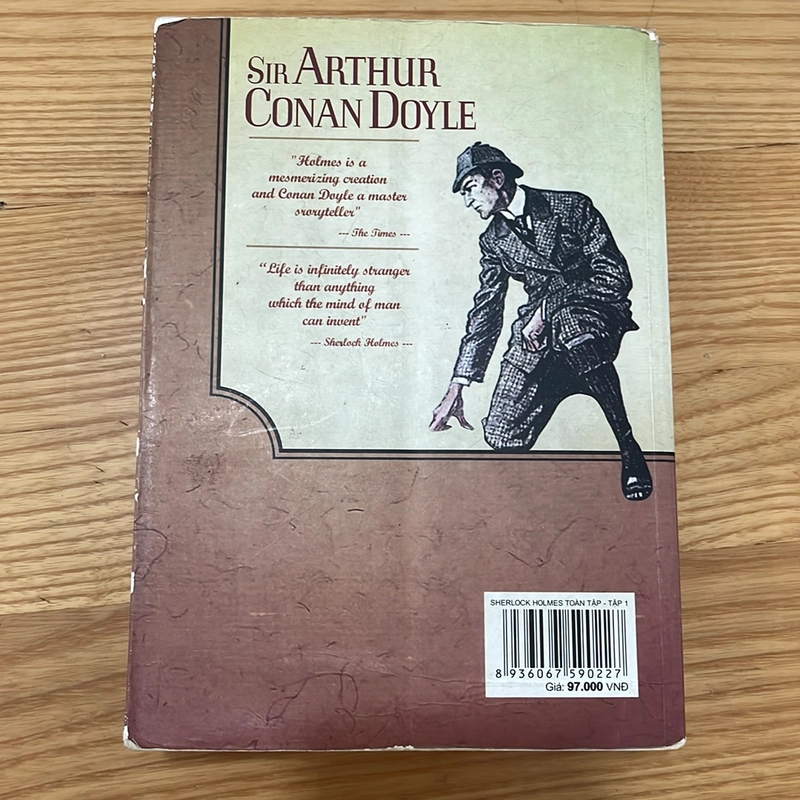 SIR ARTHUR
CONAN DOYLE
"Holmes is a
mesmerizing creation
and Conan Doyle a master
sroryteller"
--- The Times ---
“Life is infinitely stranger
than anything
which the mind of man
can invent”
--- Sherlock Holmes ---
SHERLOCK HOLMES TOÀN TẬP - TẬP 1
8 936067 590227
Giá: 97.000 VNĐ